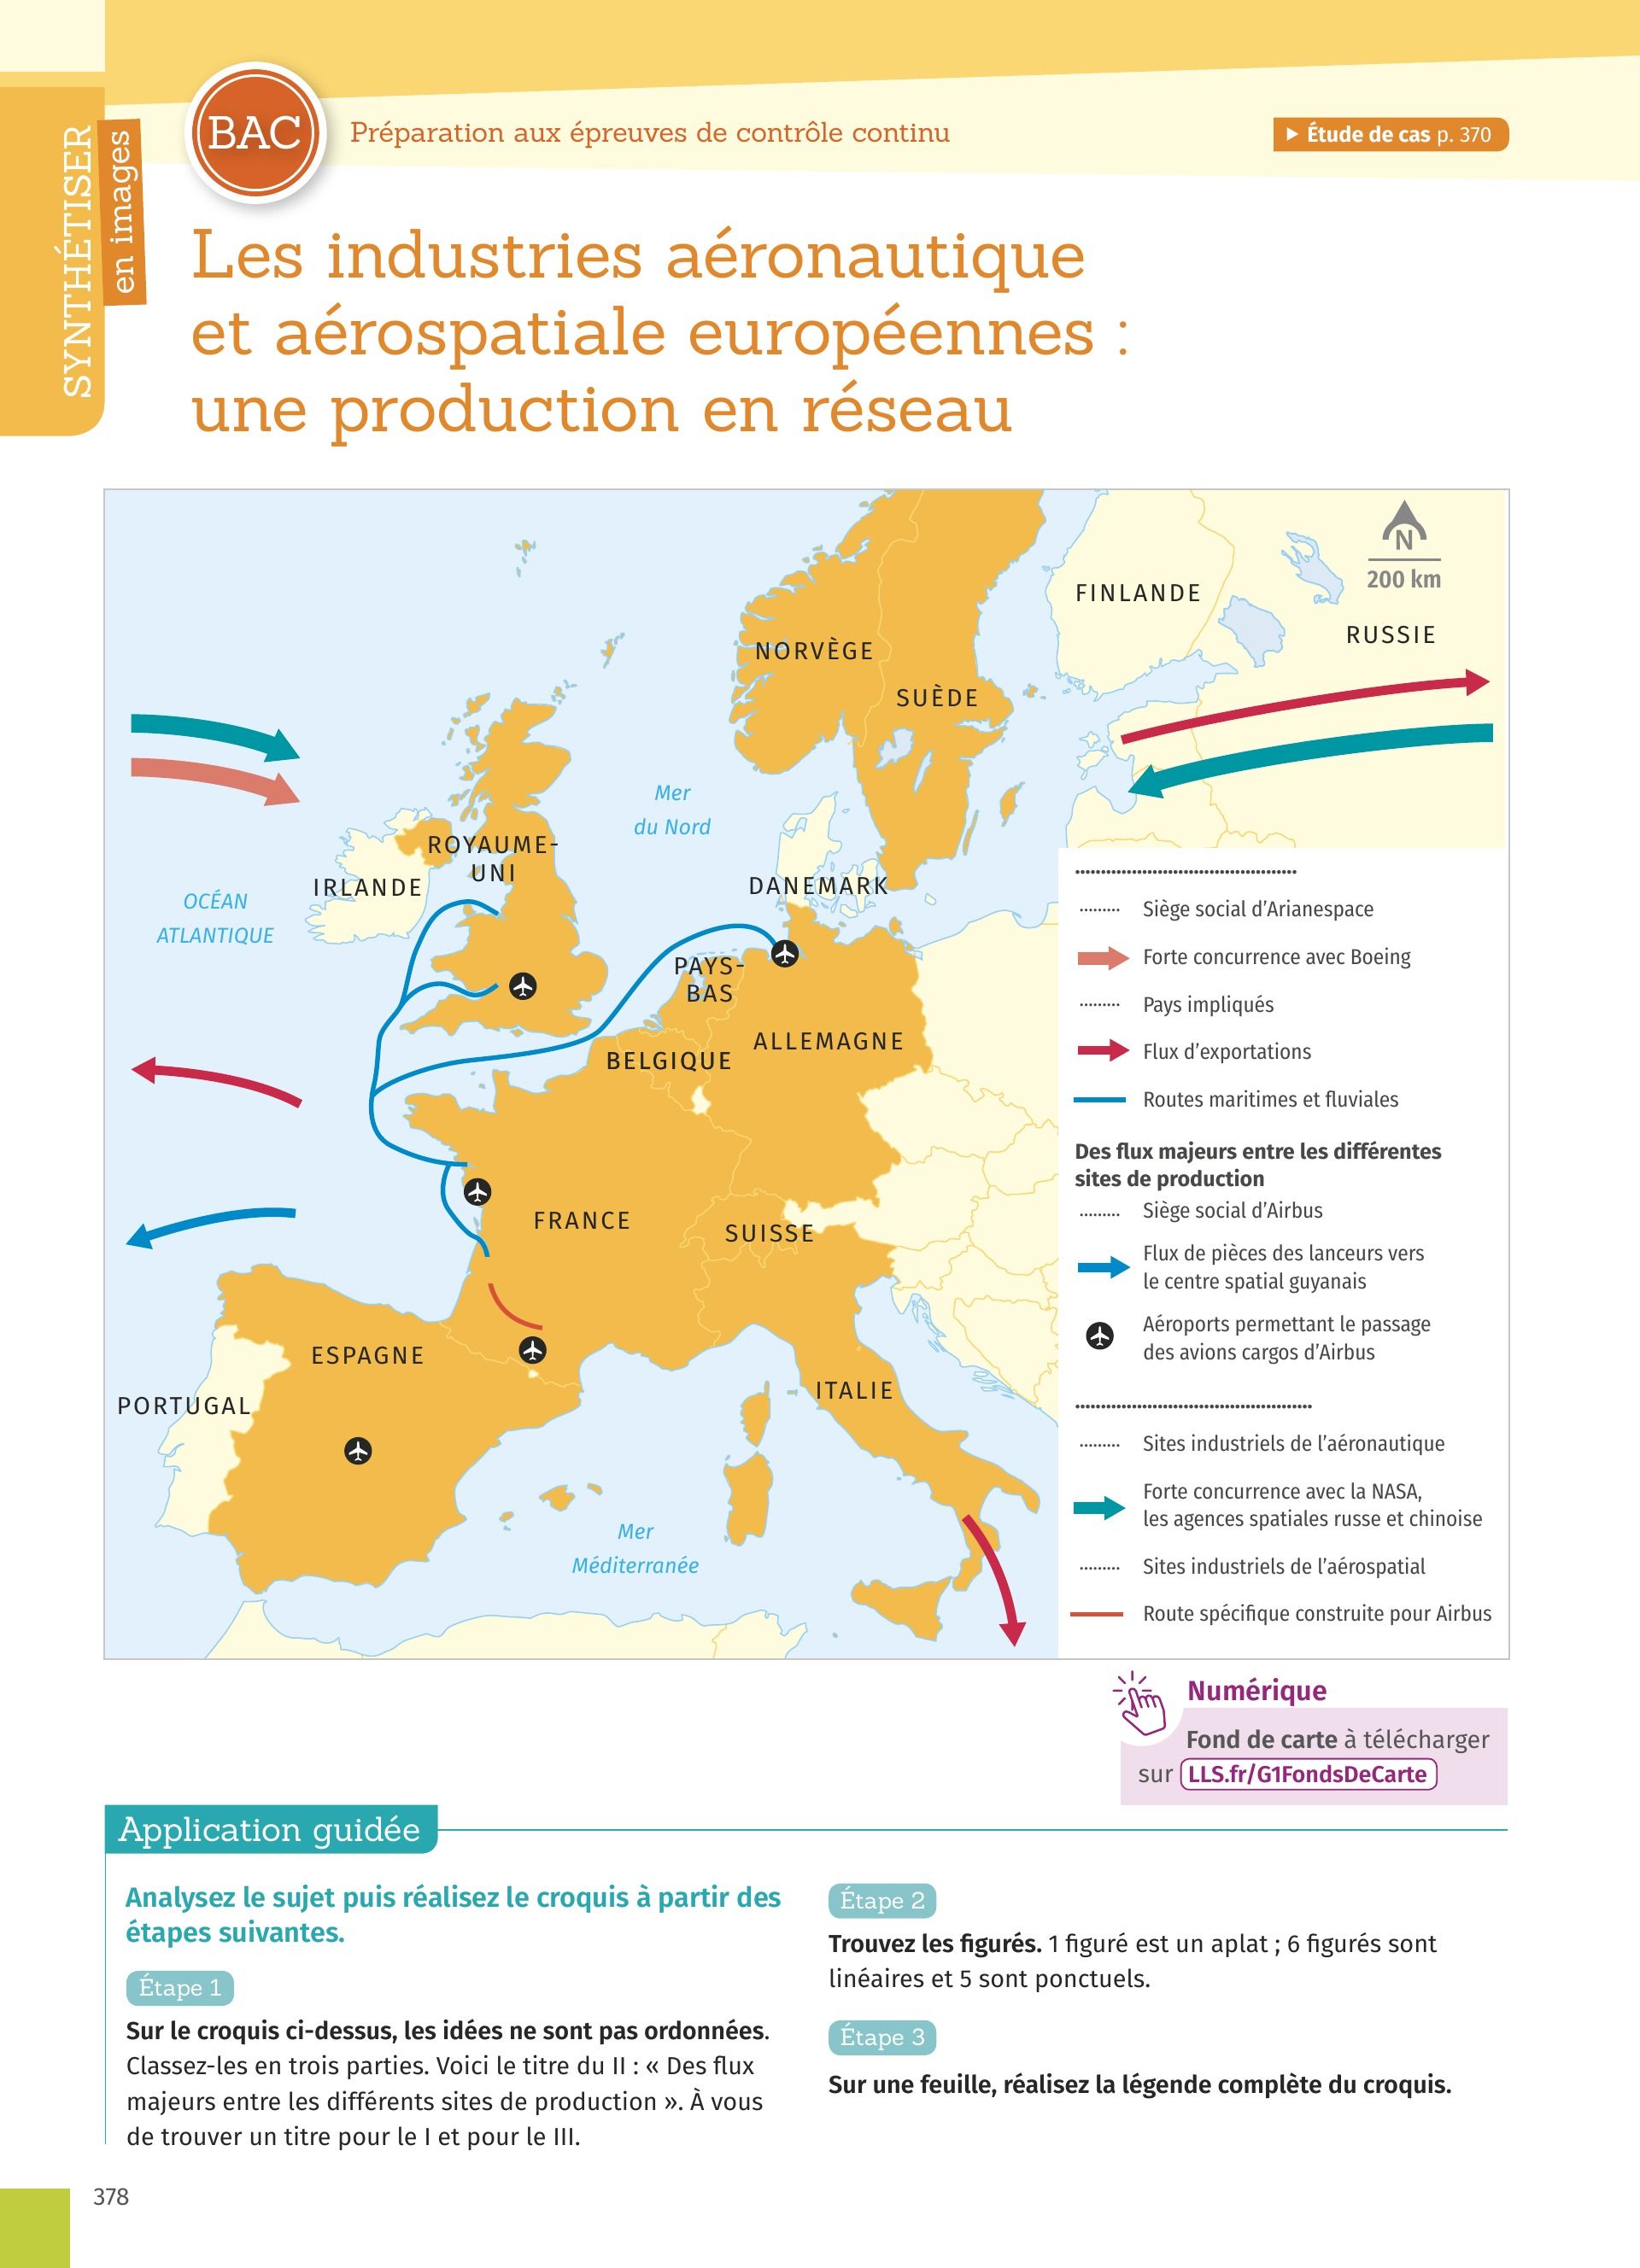 SYNTHÉTISER
en images
BAC
Préparation aux épreuves de contrôle continu
▶ Étude de cas p. 370
Les industries aéronautique
et aérospatiale européennes :
une production en réseau
N
200 km
FINLANDE
RUSSIE
NORVÈGE
SUÈDE
Mer
du Nord
ROYAUME-
UNI
IRLANDE
DANEMARK
OCÉAN
ATLANTIQUE
PAYS-
BAS
ALLEMAGNE
BELGIQUE
FRANCE
SUISSE
ESPAGNE
PORTUGAL
ITALIE
Mer
Méditerranée
...........................................
......... Siège social d'Arianespace
Forte concurrence avec Boeing
......... Pays impliqués
Flux d'exportations
Routes maritimes et fluviales
Des flux majeurs entre les différentes
sites de production
......... Siège social d'Airbus
Flux de pièces des lanceurs vers
le centre spatial guyanais
Aéroports permettant le passage
des avions cargos d'Airbus
..............................................
......... Sites industriels de l'aéronautique
Forte concurrence avec la NASA,
les agences spatiales russe et chinoise
......... Sites industriels de l'aérospatial
Route spécifique construite pour Airbus
Numérique
Fond de carte à télécharger
sur LLS.fr/G1FondsDeCarte
Application guidée
Analysez le sujet puis réalisez le croquis à partir des
étapes suivantes.
Étape 1
Sur le croquis ci-dessus, les idées ne sont pas ordonnées.
Classez-les en trois parties. Voici le titre du II : « Des flux
majeurs entre les différents sites de production ». À vous
de trouver un titre pour le I et pour le III.
Étape 2
Trouvez les figurés. 1 figuré est un aplat ; 6 figurés sont
linéaires et 5 sont ponctuels.
Étape 3
Sur une feuille, réalisez la légende complète du croquis.
378